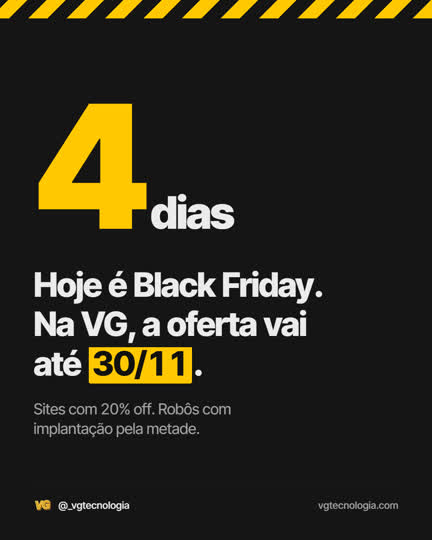 4 dias
Hoje é Black Friday.
Na VG, a oferta vai
até 30/11.
Sites com 20% off. Robôs com
implantação pela metade.
VG @_vgtecnologia vgtecnologia.com